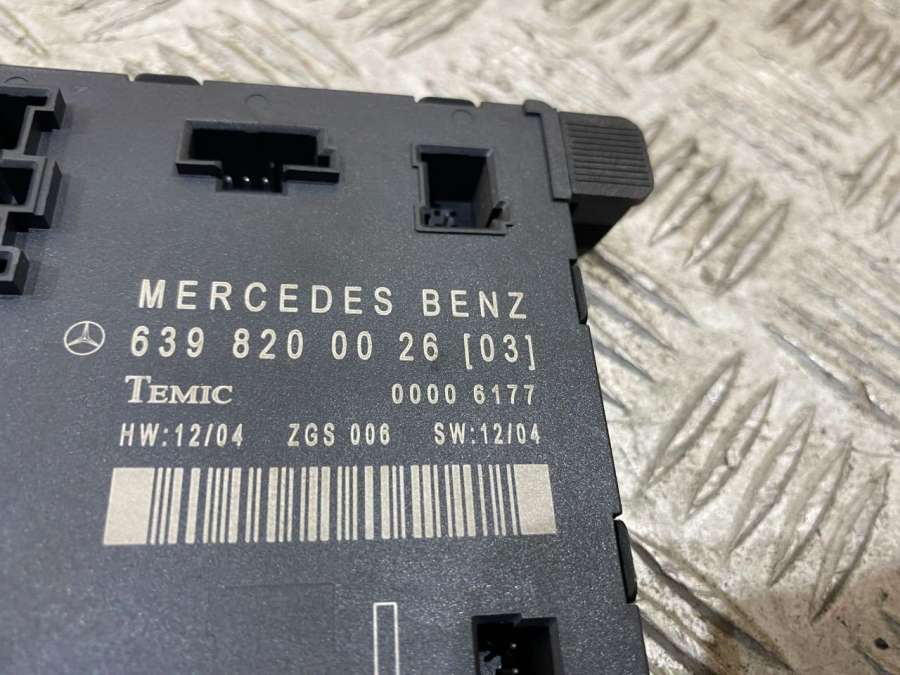 MERCEDES BENZ
639 820 00 26 [03]
TEMIC 0000 6177
HW:12/04 ZGS 006 SW:12/04